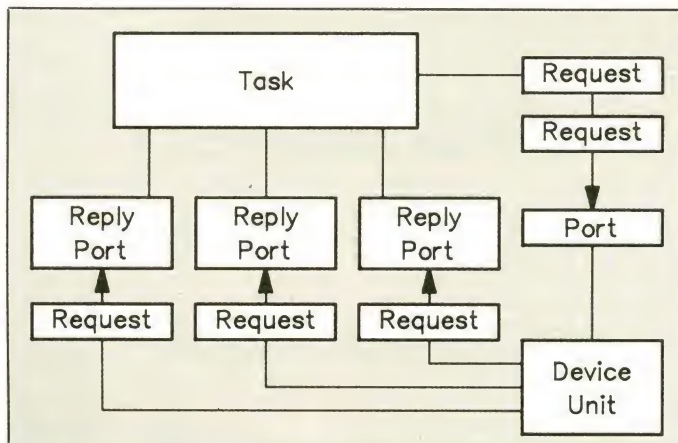 Task
Request
Request
Reply
Port
Reply
Port
Reply
Port
Port
Request
Request
Request
Device
Unit